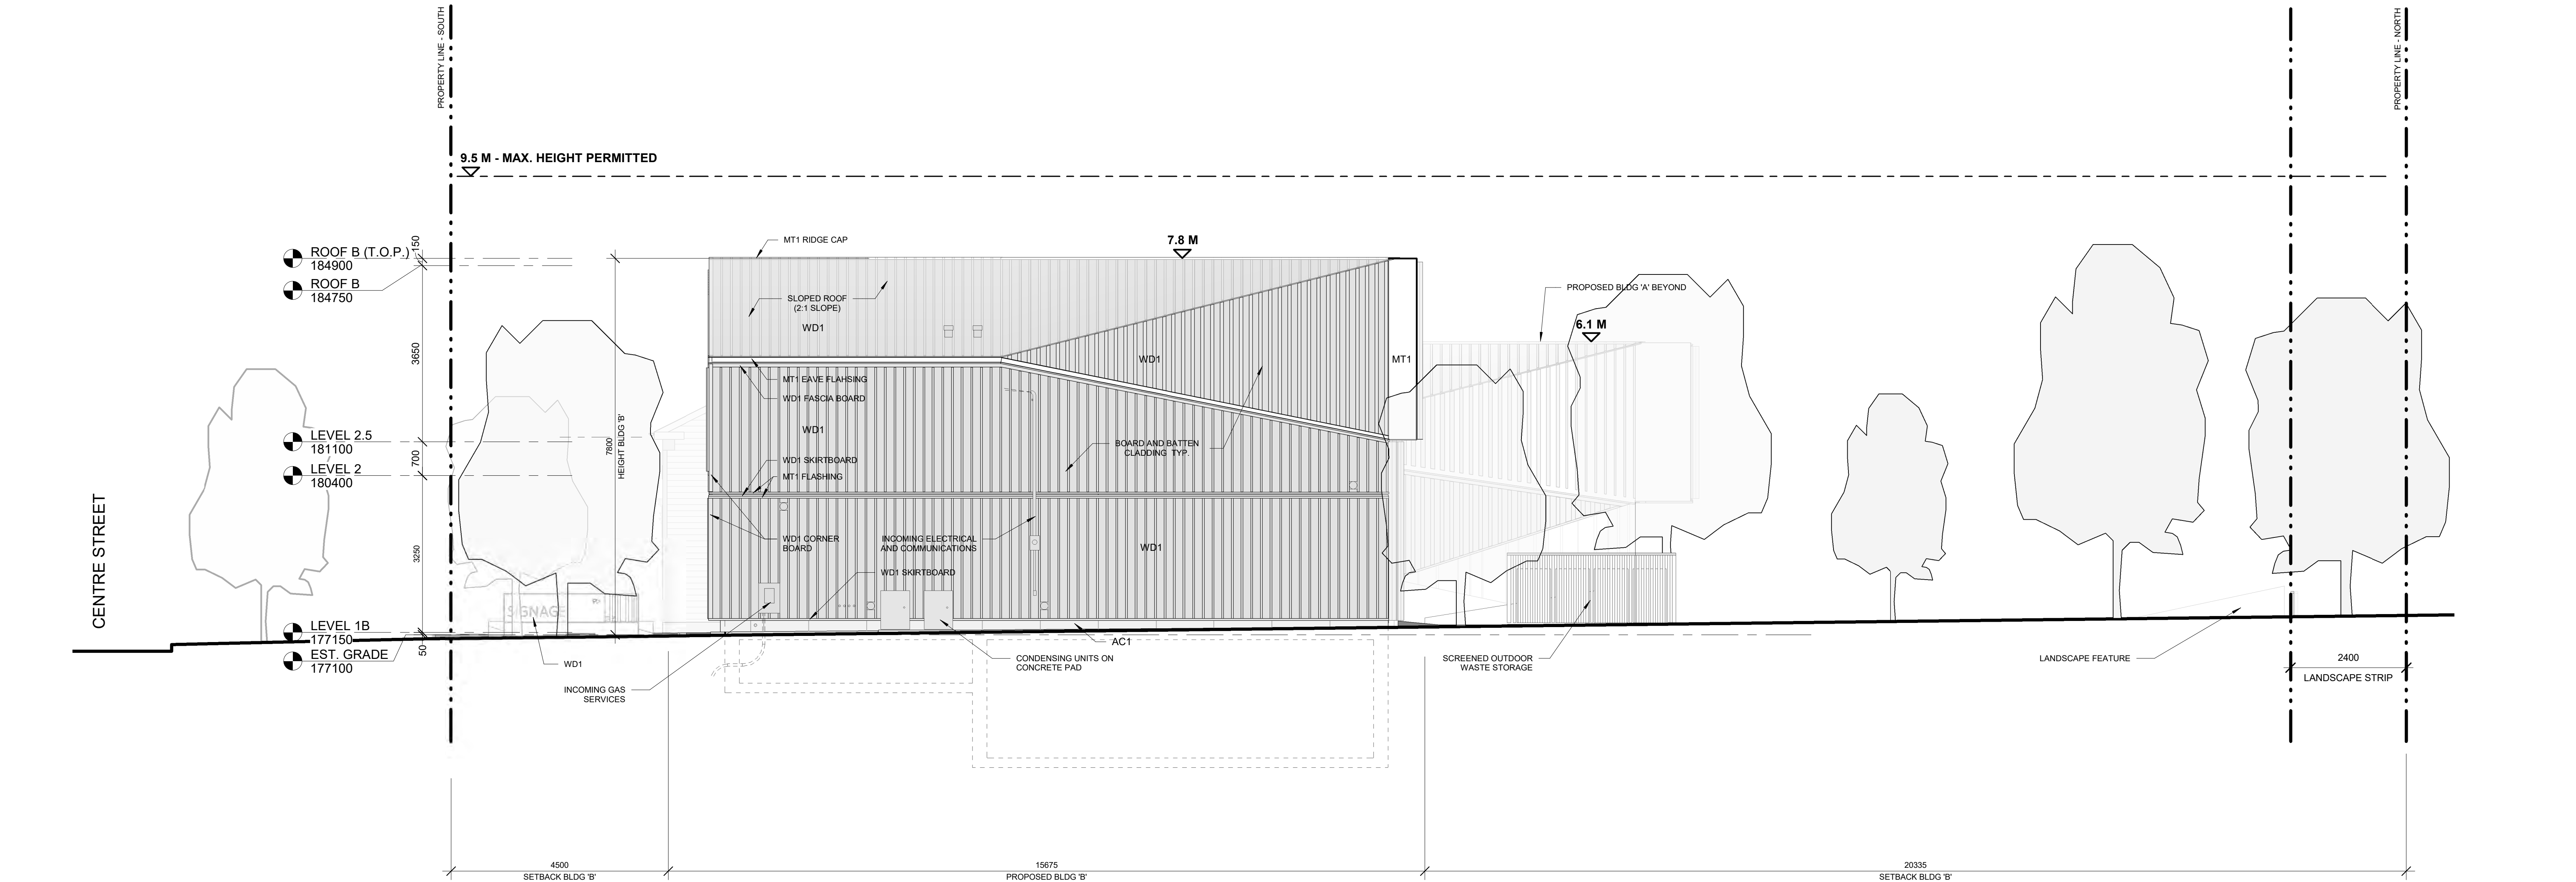 PROPERTY LINE - SOUTH
PROPERTY LINE - NORTH
9.5 M - MAX. HEIGHT PERMITTED
ROOF B (T.O.P.)
184900
150
ROOF B
184750
3650
LEVEL 2.5
181100
700
LEVEL 2
180400
3250
LEVEL 1B
177150
EST. GRADE
177100
50
CENTRE STREET
7800
HEIGHT BLDG 'B'
MT1 RIDGE CAP
7.8 M
SLOPED ROOF
(2:1 SLOPE)
WD1
WD1
MT1
PROPOSED BLDG 'A' BEYOND
6.1 M
MT1 EAVE FLAHSING
WD1 FASCIA BOARD
WD1
BOARD AND BATTEN
CLADDING TYP.
WD1 SKIRTBOARD
MT1 FLASHING
WD1 CORNER
BOARD
INCOMING ELECTRICAL
AND COMMUNICATIONS
WD1
WD1 SKIRTBOARD
SIGNAGE
WD1
INCOMING GAS
SERVICES
AC1
CONDENSING UNITS ON
CONCRETE PAD
SCREENED OUTDOOR
WASTE STORAGE
LANDSCAPE FEATURE
2400
LANDSCAPE STRIP
4500
SETBACK BLDG 'B'
15675
PROPOSED BLDG 'B'
20335
SETBACK BLDG 'B'